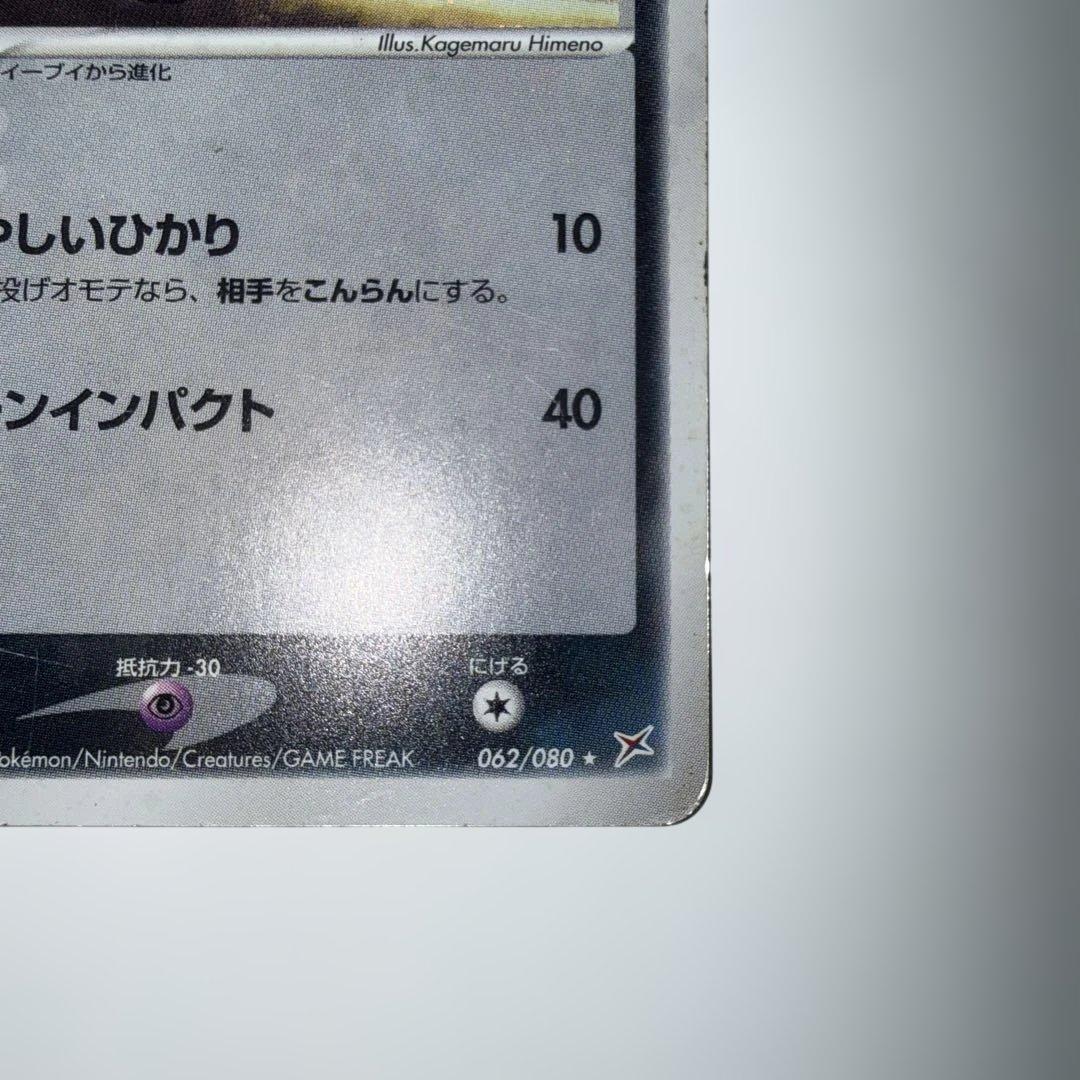 Illus.Kagemaru Himeno
イーブイから進化
やしいひかり 10
投げオモテなら、相手をこんらんにする。
ンインパクト 40
抵抗力 -30 にげる
okémon/Nintendo/Creatures/GAME FREAK 062/080 ★